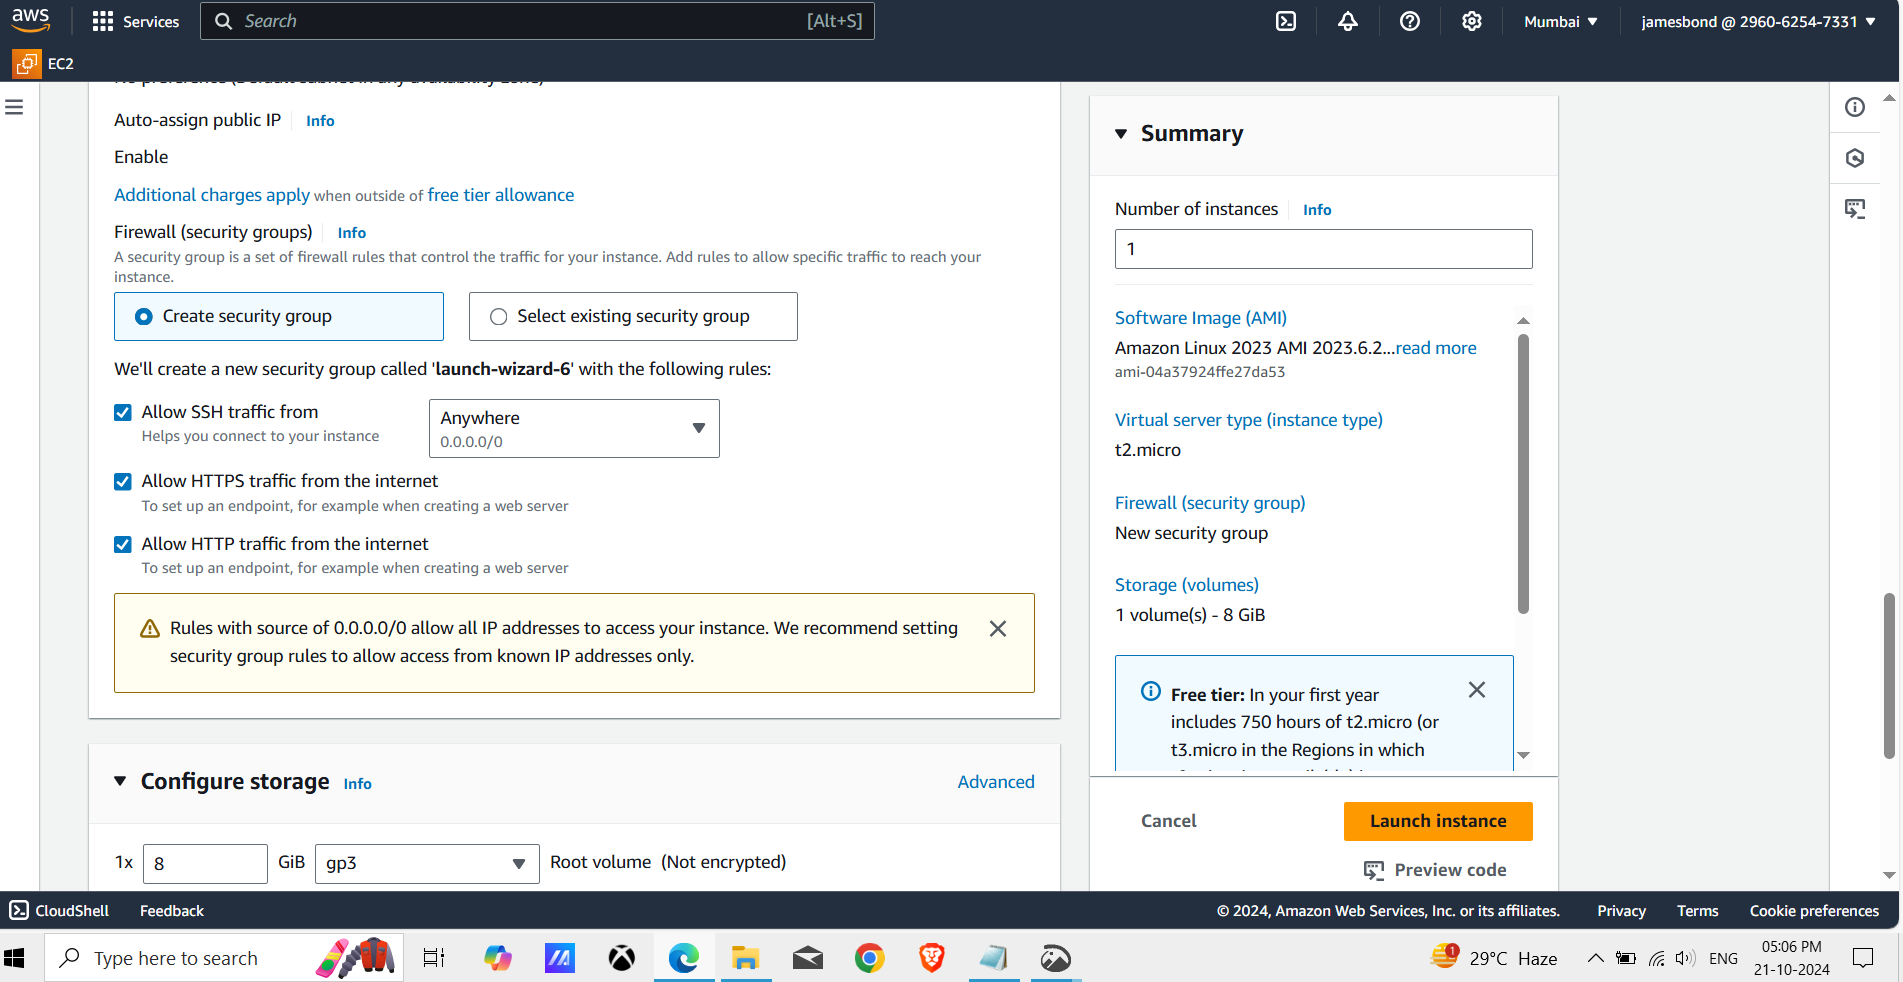 aws
Services
Search
[Alt+S]
Mumbai
jamesbond @ 2960-6254-7331
EC2
No preference (Default subnet in any availability zone)
Auto-assign public IP
Info
Enable
Additional charges apply when outside of free tier allowance
Firewall (security groups)
Info
A security group is a set of firewall rules that control the traffic for your instance. Add rules to allow specific traffic to reach your
instance.
Create security group
Select existing security group
We'll create a new security group called 'launch-wizard-6' with the following rules:
Allow SSH traffic from
Helps you connect to your instance
Anywhere
0.0.0.0/0
Allow HTTPS traffic from the internet
To set up an endpoint, for example when creating a web server
Allow HTTP traffic from the internet
To set up an endpoint, for example when creating a web server
Rules with source of 0.0.0.0/0 allow all IP addresses to access your instance. We recommend setting
security group rules to allow access from known IP addresses only.
Configure storage
Info
Advanced
1x
8
GiB
gp3
Root volume (Not encrypted)
Summary
Number of instances
Info
1
Software Image (AMI)
Amazon Linux 2023 AMI 2023.6.2...read more
ami-04a37924ffe27da53
Virtual server type (instance type)
t2.micro
Firewall (security group)
New security group
Storage (volumes)
1 volume(s) - 8 GiB
Free tier: In your first year
includes 750 hours of t2.micro (or
t3.micro in the Regions in which
Cancel
Launch instance
Preview code
CloudShell
Feedback
© 2024, Amazon Web Services, Inc. or its affiliates.
Privacy
Terms
Cookie preferences
Type here to search
1
29°C Haze
ENG
05:06 PM
21-10-2024